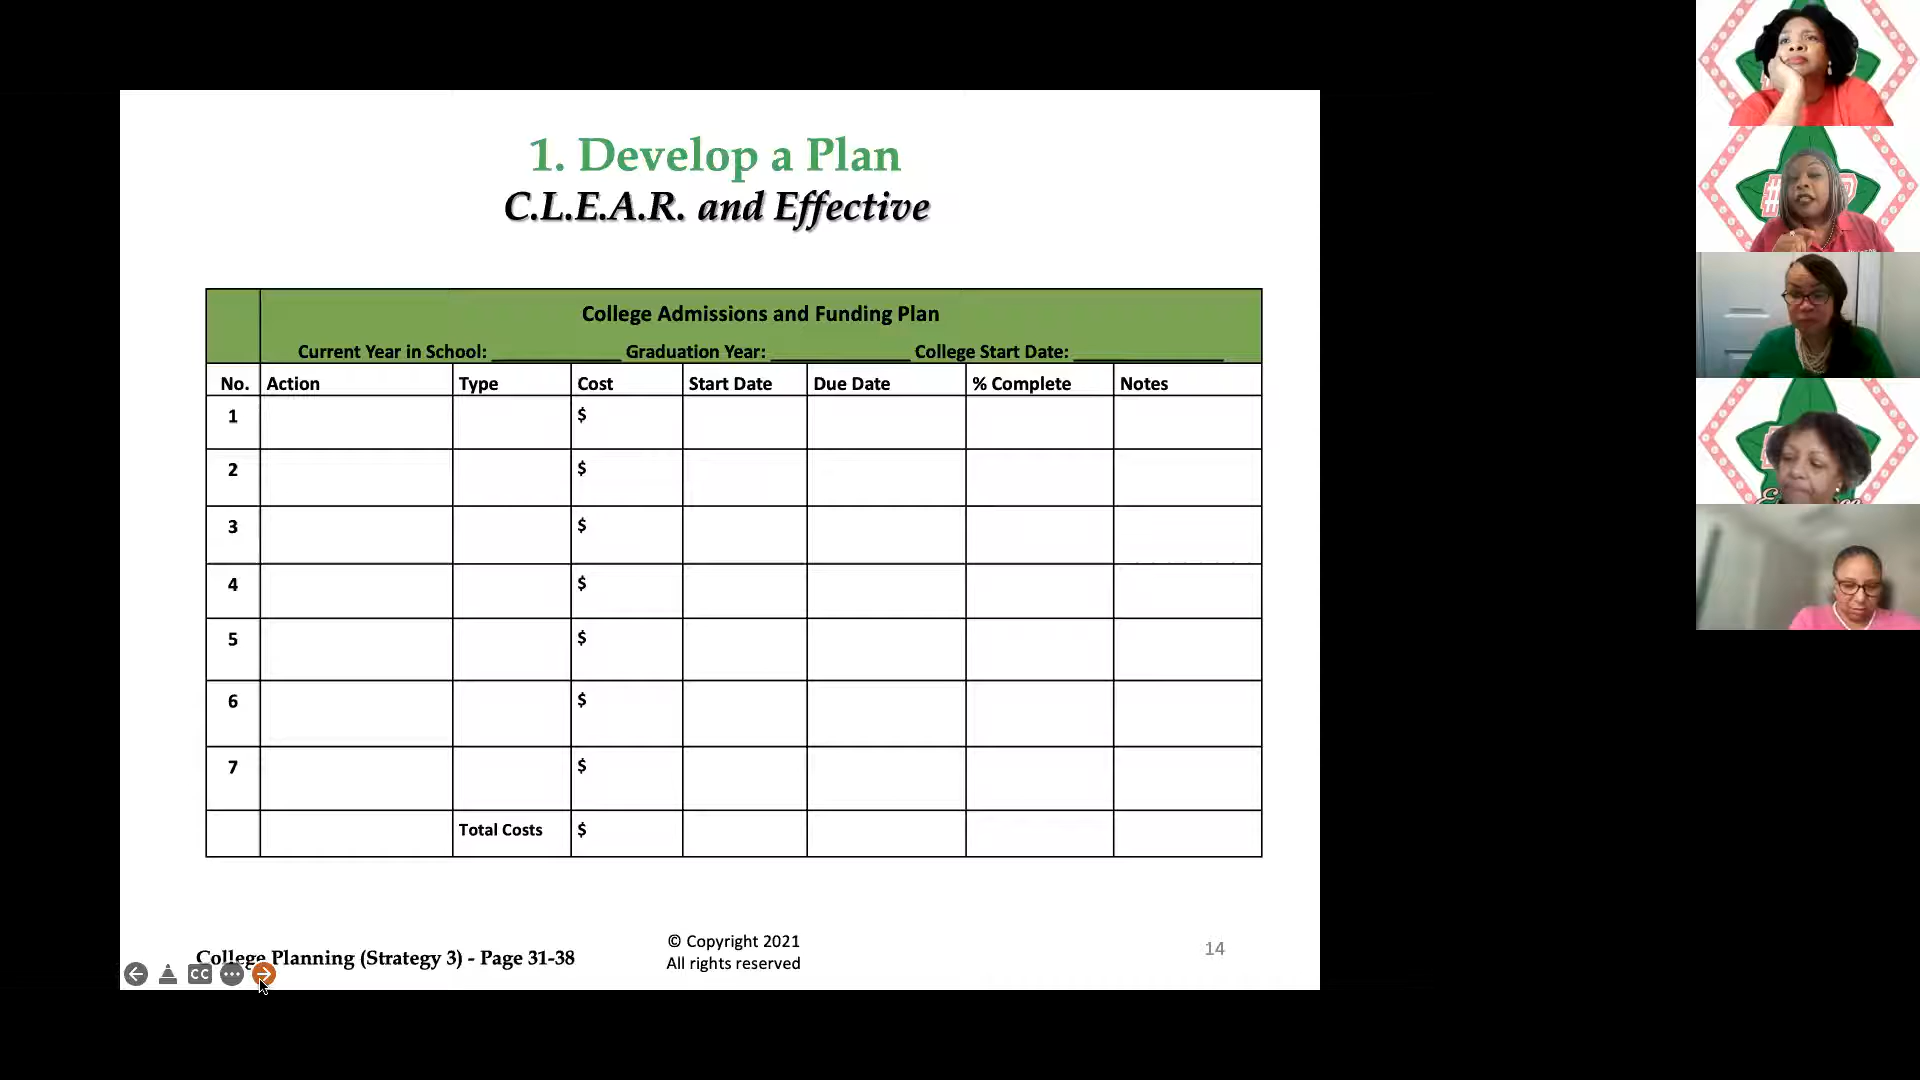 1. Develop a Plan
C.L.E.A.R. and Effective
College Admissions and Funding Plan
Current Year in School: ____________ Graduation Year: _____________ College Start Date: ______________
No. Action Type Cost Start Date Due Date % Complete Notes
1 $
2 $
3 $
4 $
5 $
6 $
7 $
Total Costs $
College Planning (Strategy 3) - Page 31-38
© Copyright 2021
All rights reserved
14
CC